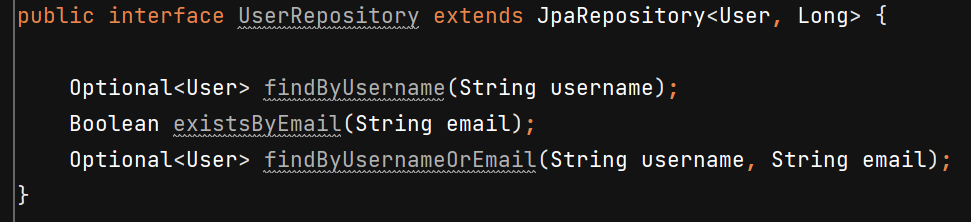 public interface UserRepository extends JpaRepository<User, Long> {
Optional<User> findByUsername(String username);
Boolean existsByEmail(String email);
Optional<User> findByUsernameOrEmail(String username, String email);
}